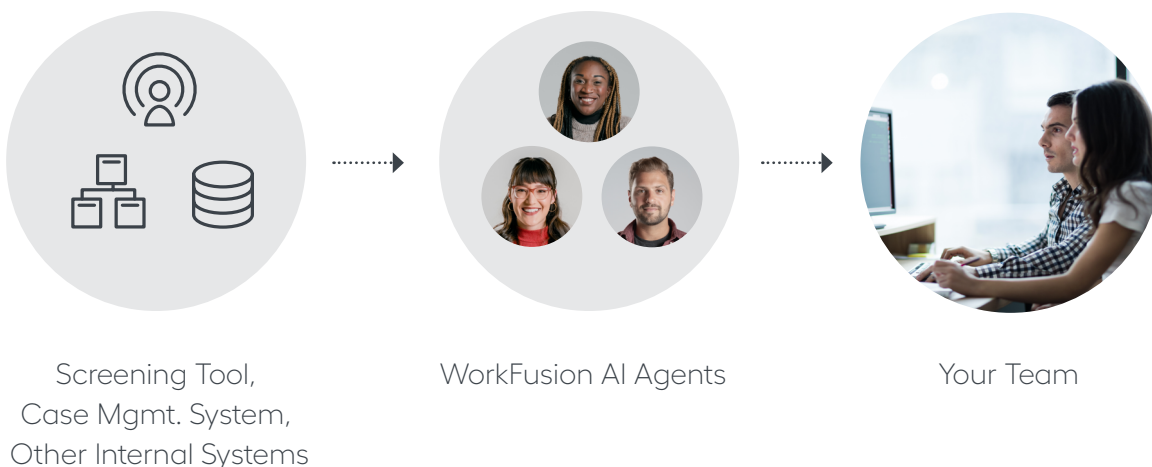 Screening Tool,
Case Mgmt. System,
Other Internal Systems
WorkFusion AI Agents
Your Team